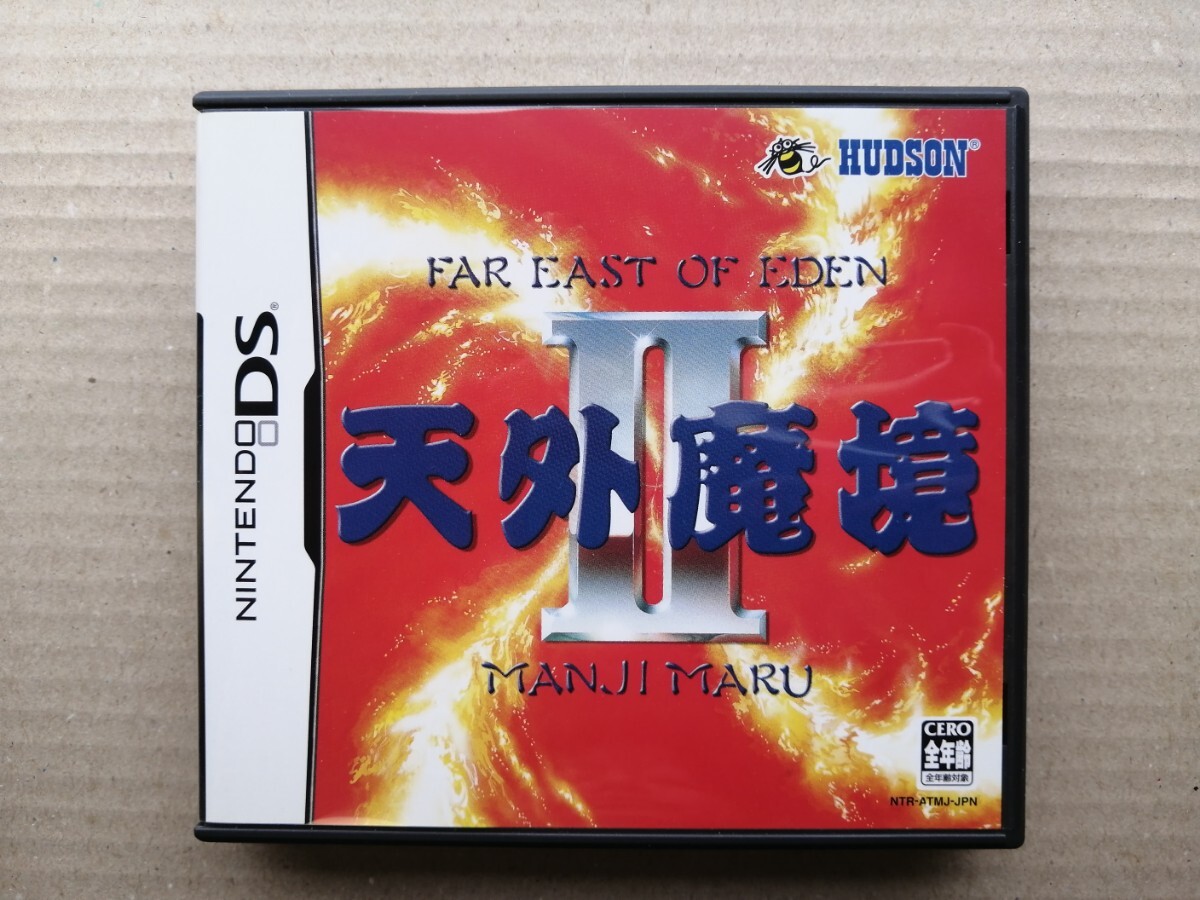 HUDSON®
FAR EAST OF EDEN
II
天外魔境
MANJI MARU
NINTENDO DS®
CERO
全年齢
全年齢対象
NTR-ATMJ-JPN